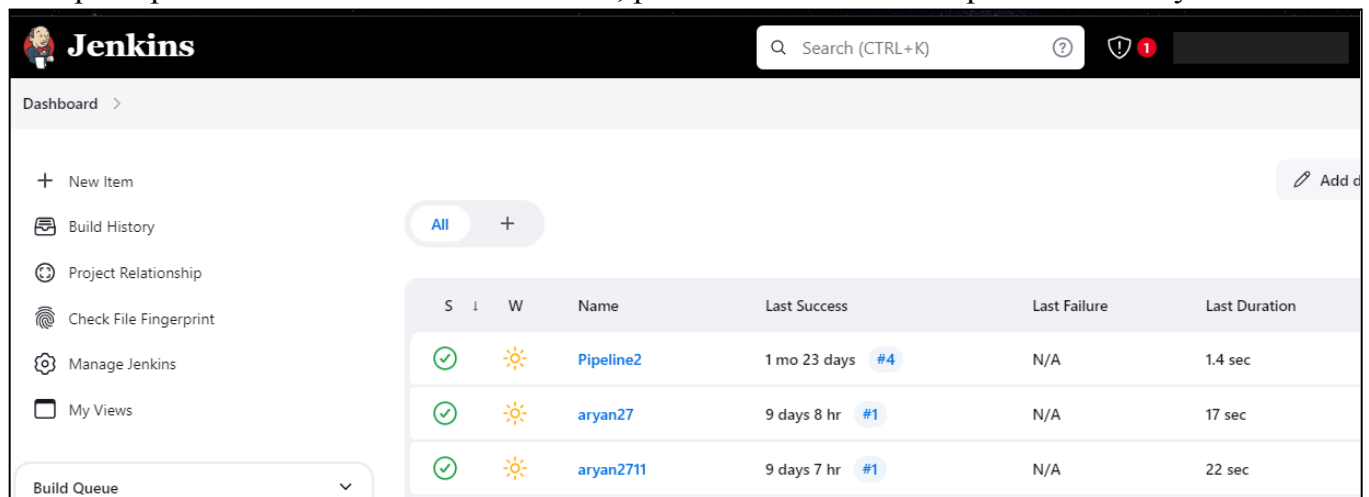 Jenkins
Search (CTRL+K)
1
Dashboard
New Item
Add d
Build History
All
Project Relationship
S ↓ W Name Last Success Last Failure Last Duration
Check File Fingerprint
Pipeline2 1 mo 23 days #4 N/A 1.4 sec
Manage Jenkins
My Views
aryan27 9 days 8 hr #1 N/A 17 sec
aryan2711 9 days 7 hr #1 N/A 22 sec
Build Queue